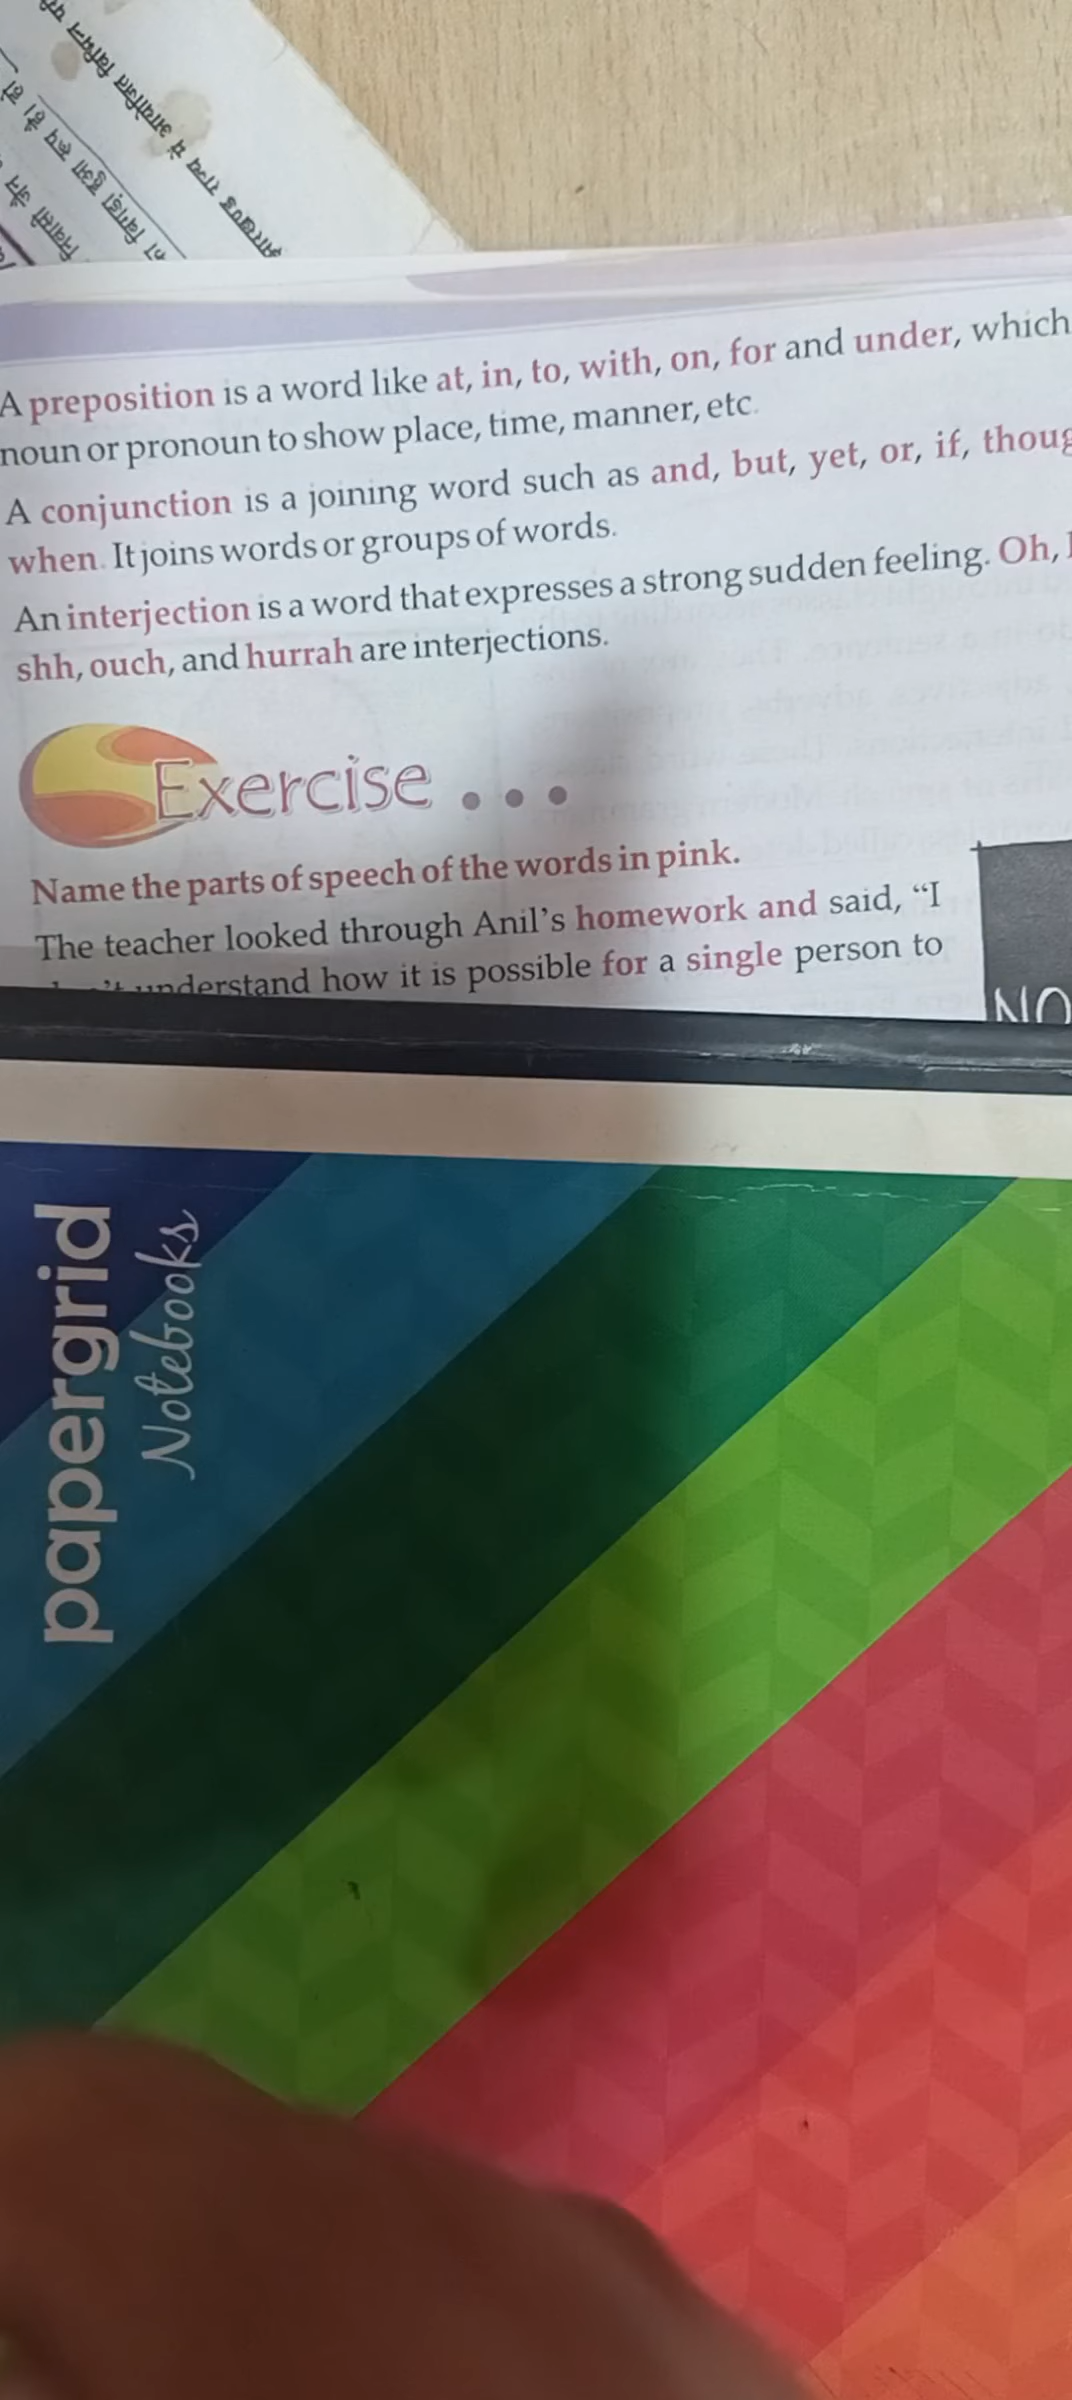 झारखण्ड राज्य में आयोजित विभिन्न
A preposition is a word like at, in, to, with, on, for and under, which
noun or pronoun to show place, time, manner, etc.
A conjunction is a joining word such as and, but, yet, or, if,
when. It joins words or groups of words.
An interjection is a word that expresses a strong sudden feeling. Oh,
shh, ouch, and hurrah are interjections.
Exercise...
Name the parts of speech of the words in pink.
The teacher looked through Anil's homework and said, “I
understand how it is possible for a single person to
NO
papergrid
Notebooks